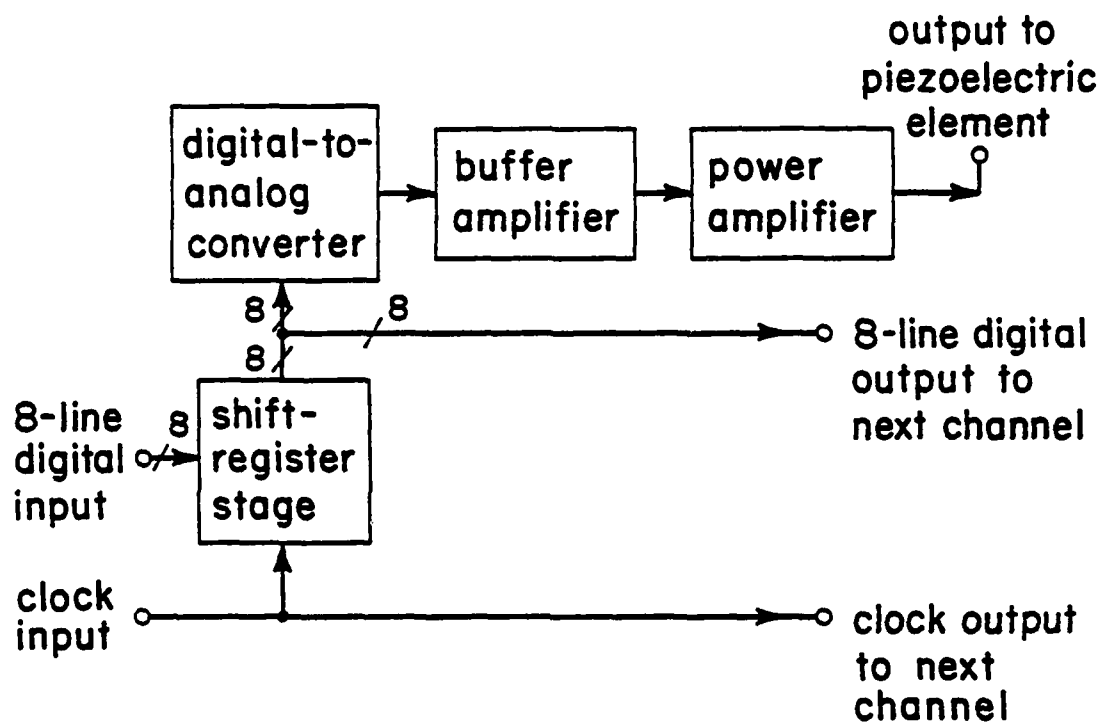 output to
piezoelectric
element
digital-to-
analog
converter
buffer
amplifier
power
amplifier
8
8
8
8-line digital
output to
next channel
8-line
digital
input
8
shift-
register
stage
clock
input
clock output
to next
channel